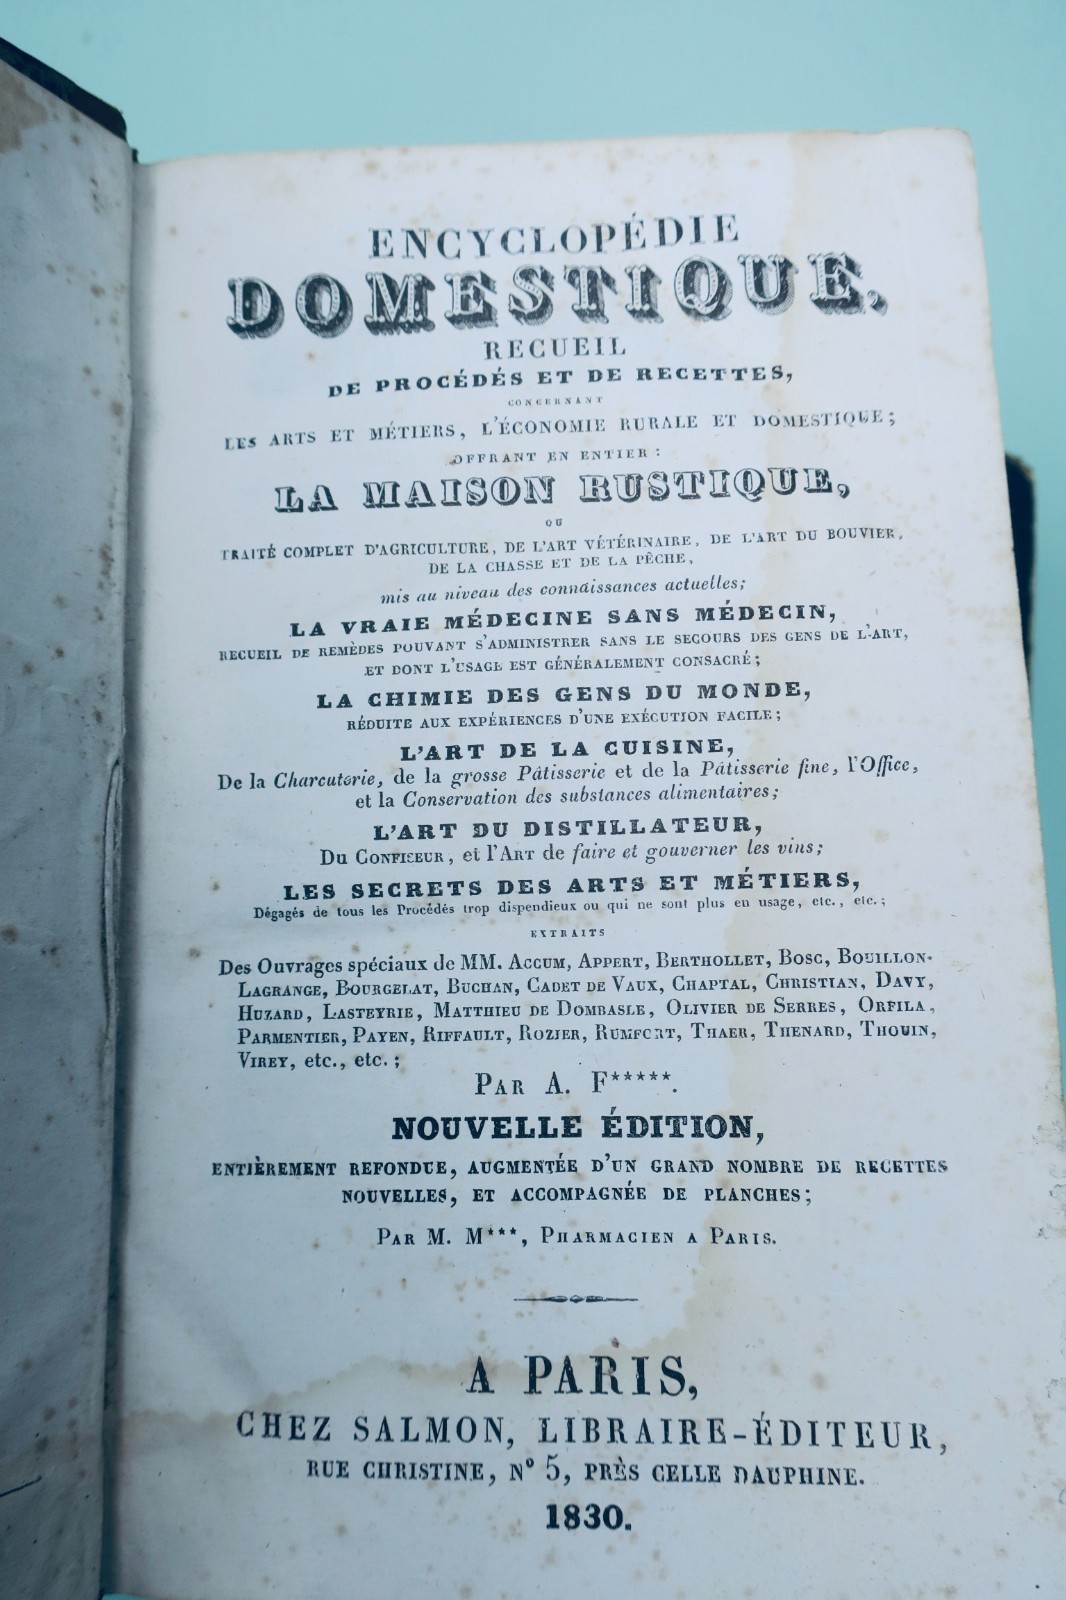 ENCYCLOPÉDIE
DOMESTIQUE,
RECUEIL
DE PROCÉDÉS ET DE RECETTES,
CONCERNANT
LES ARTS ET MÉTIERS, L'ÉCONOMIE RURALE ET DOMESTIQUE;
OFFRANT EN ENTIER:
LA MAISON RUSTIQUE,
OU
TRAITÉ COMPLET D'AGRICULTURE, DE L'ART VÉTÉRINAIRE, DE L'ART DU BOUVIER,
DE LA CHASSE ET DE LA PÊCHE,
mis au niveau des connaissances actuelles;
LA VRAIE MÉDECINE SANS MÉDECIN,
RECUEIL DE REMÈDES POUVANT S'ADMINISTRER SANS LE SECOURS DES GENS DE L'ART,
ET DONT L'USAGE EST GÉNÉRALEMENT CONSACRÉ;
LA CHIMIE DES GENS DU MONDE,
RÉDUITE AUX EXPÉRIENCES D'UNE EXÉCUTION FACILE;
L'ART DE LA CUISINE,
De la Charcuterie, de la grosse Pâtisserie et de la Pâtisserie fine, l'Office,
et la Conservation des substances alimentaires;
L'ART DU DISTILLATEUR,
DU CONFISEUR, et l'ART de faire et gouverner les vins;
LES SECRETS DES ARTS ET MÉTIERS,
Dégagés de tous les Procédés trop dispendieux ou qui ne sont plus en usage, etc., etc.;
EXTRAITS
Des Ouvrages spéciaux de MM. ACCUM, APPERT, BERTHOLLET, BOSC, BOUILLON-
LAGRANGE, BOURGELAT, BUCHAN, CADET DE VAUX, CHAPTAL, CHRISTIAN, DAVY,
HUZARD, LASTEYRIE, MATTHIEU DE DOMBASLE, OLIVIER DE SERRES, ORFILA,
PARMENTIER, PAYEN, RIFFAULT, ROZIER, RUMFORT, THAER, THENARD, THOUIN,
VIREY, etc., etc.;
PAR A. F*****.
NOUVELLE ÉDITION,
ENTIÈREMENT REFONDUE, AUGMENTÉE D'UN GRAND NOMBRE DE RECETTES
NOUVELLES, ET ACCOMPAGNÉE DE PLANCHES;
PAR M. M***, PHARMACIEN A PARIS.
A PARIS,
CHEZ SALMON, LIBRAIRE-ÉDITEUR,
RUE CHRISTINE, N° 5, PRÈS CELLE DAUPHINE.
1830.